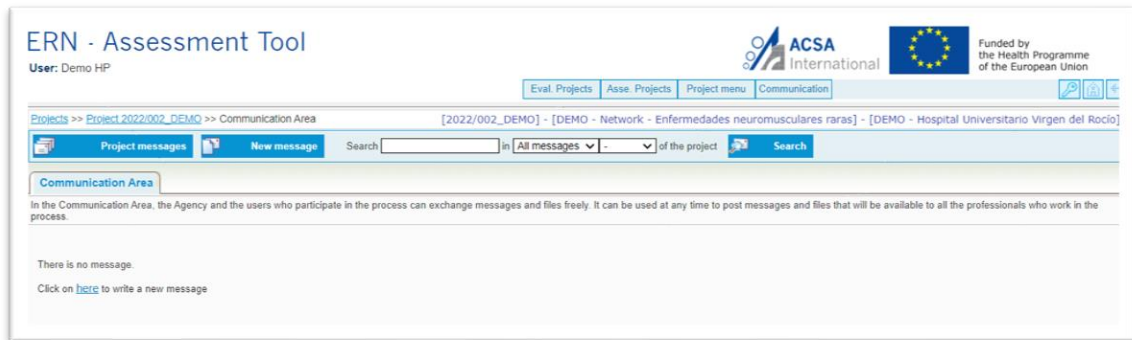 ERN - Assessment Tool
User: Demo HP
ACSA
International
Funded by
the Health Programme
of the European Union
Eval. Projects Asse. Projects Project menu Communication
Projects >> Project 2022/002_DEMO >> Communication Area [2022/002_DEMO] - [DEMO - Network - Enfermedades neuromusculares raras] - [DEMO - Hospital Universitario Virgen del Rocío]
Project messages New message Search in All messages - of the project Search
Communication Area
In the Communication Area, the Agency and the users who participate in the process can exchange messages and files freely. It can be used at any time to post messages and files that will be available to all the professionals who work in the
process.
There is no message.
Click on here to write a new message